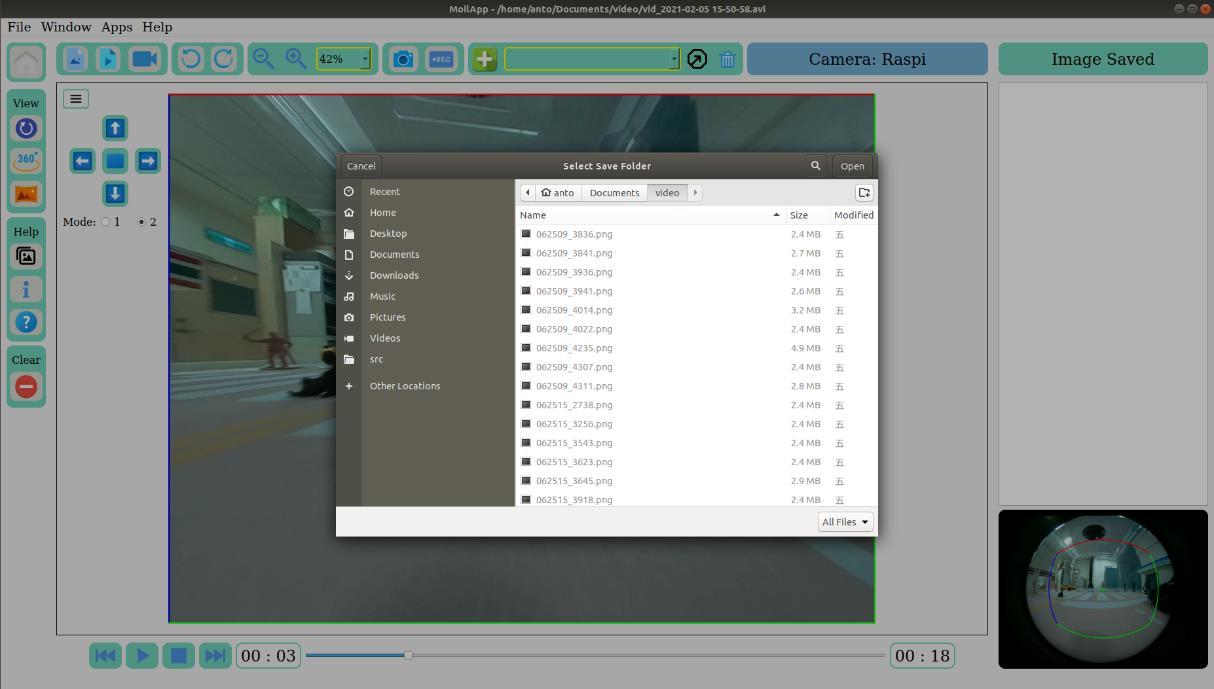 MoilApp - /home/anto/Documents/video/vid_2021-02-05 15-50-58.avi
File Window Apps Help
42%
REC
Camera: Raspi
Image Saved
View
360°
Mode: 1 2
Help
i
?
Clear
Cancel
Select Save Folder
Open
Recent
Home
Desktop
Documents
Downloads
Music
Pictures
Videos
src
+ Other Locations
anto Documents video
Name Size Modified
062509_3836.png 2.4 MB 五
062509_3841.png 2.7 MB 五
062509_3936.png 2.4 MB 五
062509_3941.png 2.6 MB 五
062509_4014.png 3.2 MB 五
062509_4022.png 2.4 MB 五
062509_4235.png 4.9 MB 五
062509_4307.png 2.4 MB 五
062509_4311.png 2.8 MB 五
062515_2738.png 2.4 MB 五
062515_3256.png 2.4 MB 五
062515_3543.png 2.4 MB 五
062515_3623.png 2.4 MB 五
062515_3645.png 2.9 MB 五
062515_3918.png 2.4 MB 五
All Files
00 : 03
00 : 18